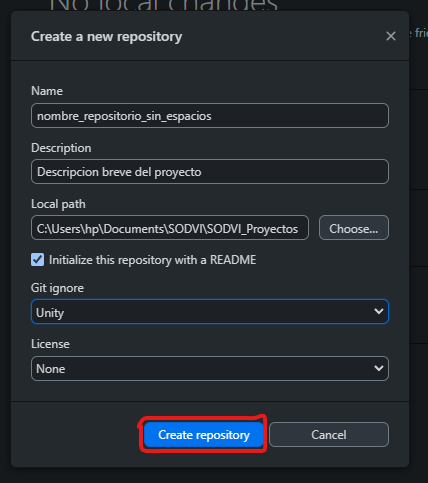 No local changes
Create a new repository
e frie
Name
nombre_repositorio_sin_espacios
Description
Descripcion breve del proyecto
Local path
C:\Users\hp\Documents\SODVI\SODVI_Proyectos
Choose...
Initialize this repository with a README
Git ignore
Unity
License
None
Create repository
Cancel